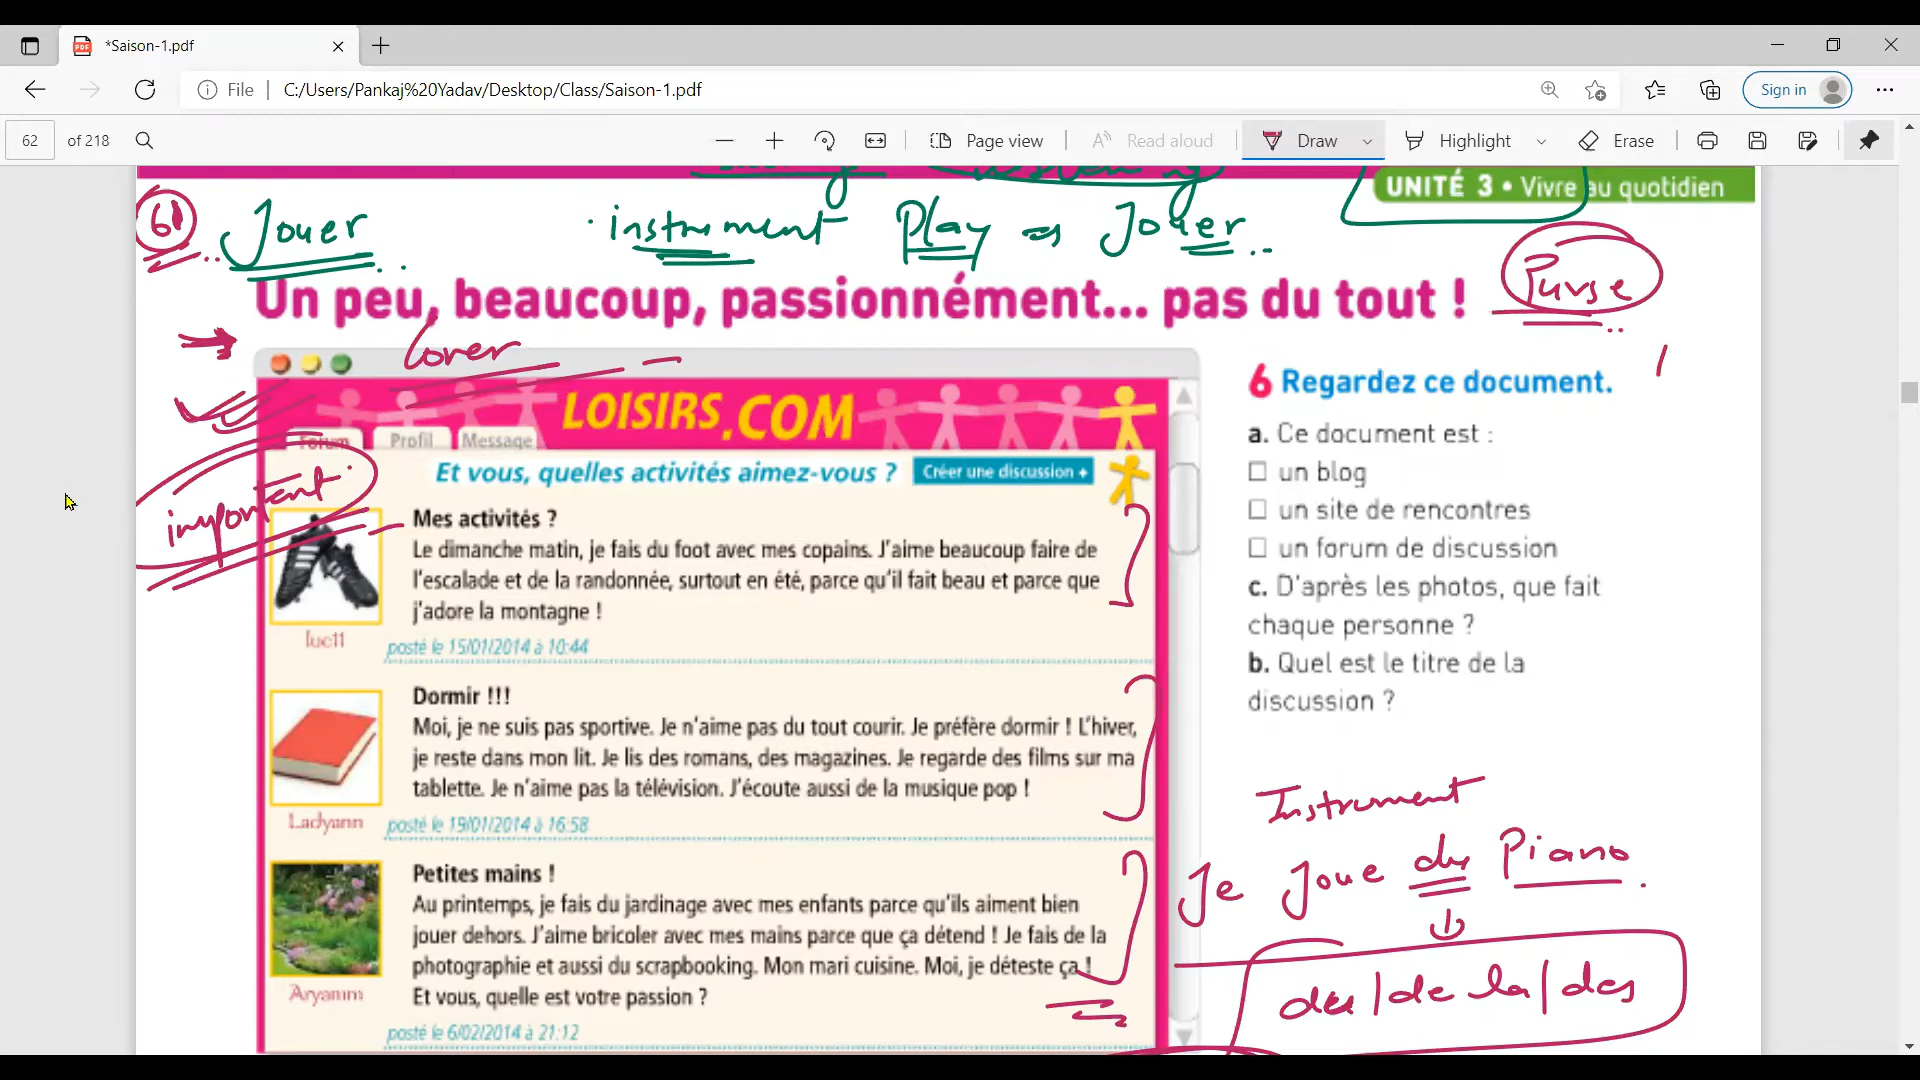 *Saison-1.pdf
File
C:/Users/Pankaj%20Yadav/Desktop/Class/Saison-1.pdf
Sign in
62 of 218
Page view
Read aloud
Draw
Highlight
Erase
UNITÉ 3 • Vivre au quotidien
61 Jouer
instrument Play Jouer
Purse
Un peu, beaucoup, passionnément... pas du tout !
LOISIRS.COM
Forum Profil Message
Et vous, quelles activités aimez-vous ?
Créer une discussion +
important
Mes activités ?
Le dimanche matin, je fais du foot avec mes copains. J'aime beaucoup faire de
l'escalade et de la randonnée, surtout en été, parce qu'il fait beau et parce que
j'adore la montagne !
luc11
posté le 15/01/2014 à 10:44
Dormir !!!
Moi, je ne suis pas sportive. Je n'aime pas du tout courir. Je préfère dormir ! L'hiver,
je reste dans mon lit. Je lis des romans, des magazines. Je regarde des films sur ma
tablette. Je n'aime pas la télévision. J'écoute aussi de la musique pop !
Ladyann
posté le 19/01/2014 à 16:58
Petites mains !
Au printemps, je fais du jardinage avec mes enfants parce qu'ils aiment bien
jouer dehors. J'aime bricoler avec mes mains parce que ça détend ! Je fais de la
photographie et aussi du scrapbooking. Mon mari cuisine. Moi, je déteste ça !
Et vous, quelle est votre passion ?
Aryamm
posté le 6/02/2014 à 21:12
6 Regardez ce document.
a. Ce document est :
un blog
un site de rencontres
un forum de discussion
c. D'après les photos, que fait
chaque personne ?
b. Quel est le titre de la
discussion ?
Instrument
Je Joue du Piano
du / de la / des